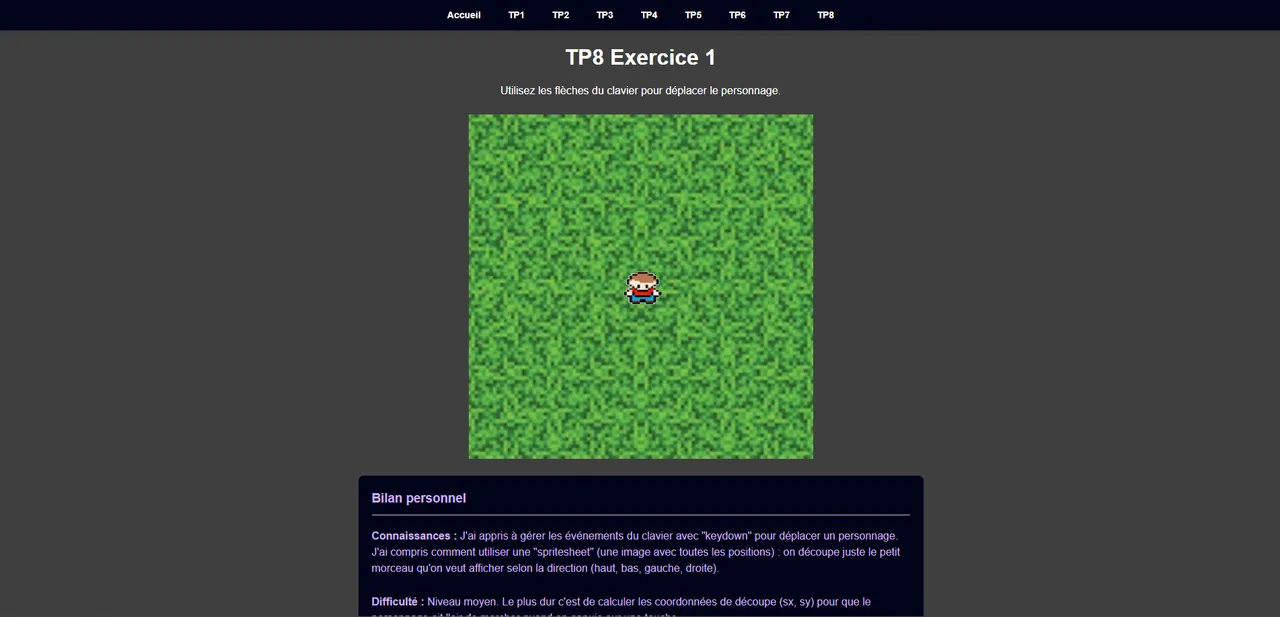 Accueil TP1 TP2 TP3 TP4 TP5 TP6 TP7 TP8
TP8 Exercice 1
Utilisez les flèches du clavier pour déplacer le personnage.
Bilan personnel
Connaissances : J'ai appris à gérer les événements du clavier avec "keydown" pour déplacer un personnage.
J'ai compris comment utiliser une "spritesheet" (une image avec toutes les positions) : on découpe juste le petit
morceau qu'on veut afficher selon la direction (haut, bas, gauche, droite).
Difficulté : Niveau moyen. Le plus dur c'est de calculer les coordonnées de découpe (sx, sy) pour que le